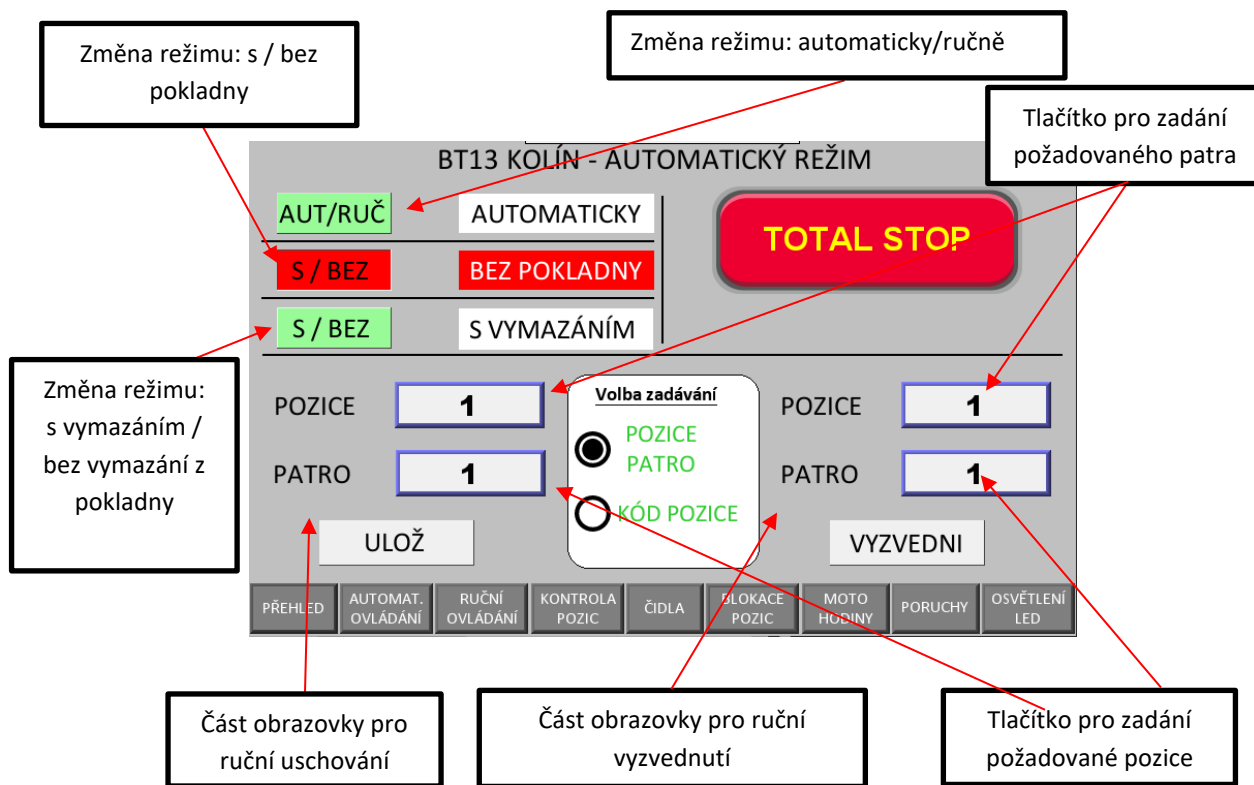 Změna režimu: s / bez
pokladny
Změna režimu: automaticky/ručně
Tlačítko pro zadání
požadovaného patra
BT13 KOLÍN - AUTOMATICKÝ REŽIM
AUT/RUČ
AUTOMATICKY
TOTAL STOP
S / BEZ
BEZ POKLADNY
S / BEZ
S VYMAZÁNÍM
Změna režimu:
s vymazáním /
bez vymazání z
pokladny
POZICE
1
PATRO
1
ULOŽ
Volba zadávání
POZICE
PATRO
KÓD POZICE
POZICE
1
PATRO
1
VYZVEDNI
PŘEHLED
AUTOMAT.
OVLÁDÁNÍ
RUČNÍ
OVLÁDÁNÍ
KONTROLA
POZIC
ČIDLA
BLOKACE
POZIC
MOTO
HODINY
PORUCHY
OSVĚTLENÍ
LED
Část obrazovky pro
ruční uschování
Část obrazovky pro ruční
vyzvednutí
Tlačítko pro zadání
požadované pozice